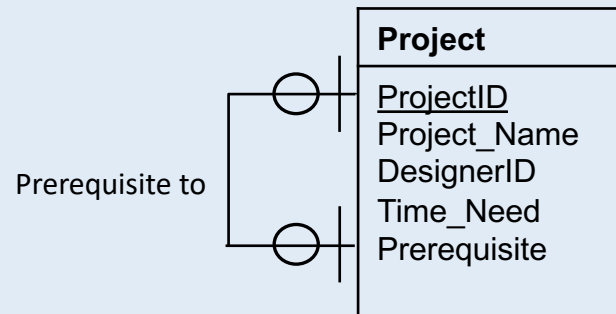 Project
ProjectID
Project_Name
DesignerID
Prerequisite to
Time_Need
Prerequisite